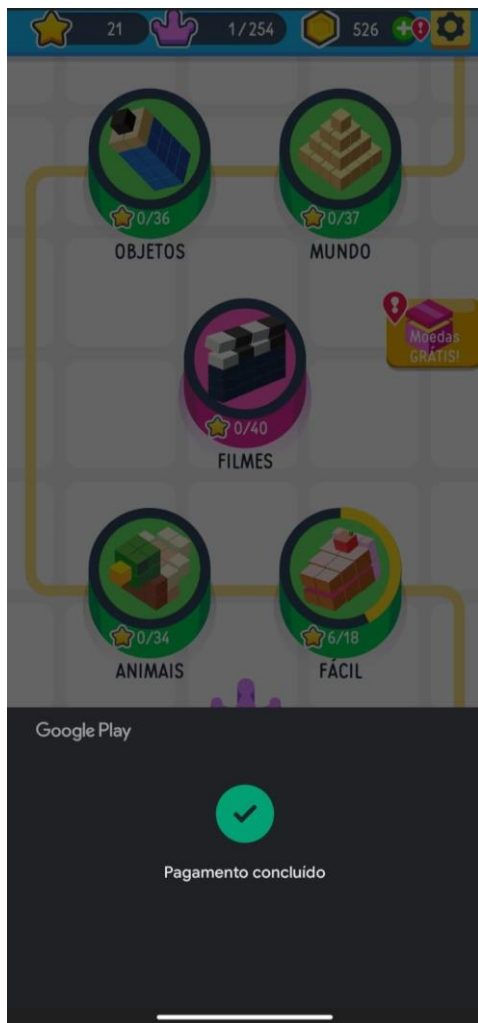 21 1/254 526
0/36 0/37
OBJETOS MUNDO
Moedas
GRÁTIS!
0/40
FILMES
0/34 6/18
ANIMAIS FÁCIL
Google Play
Pagamento concluído